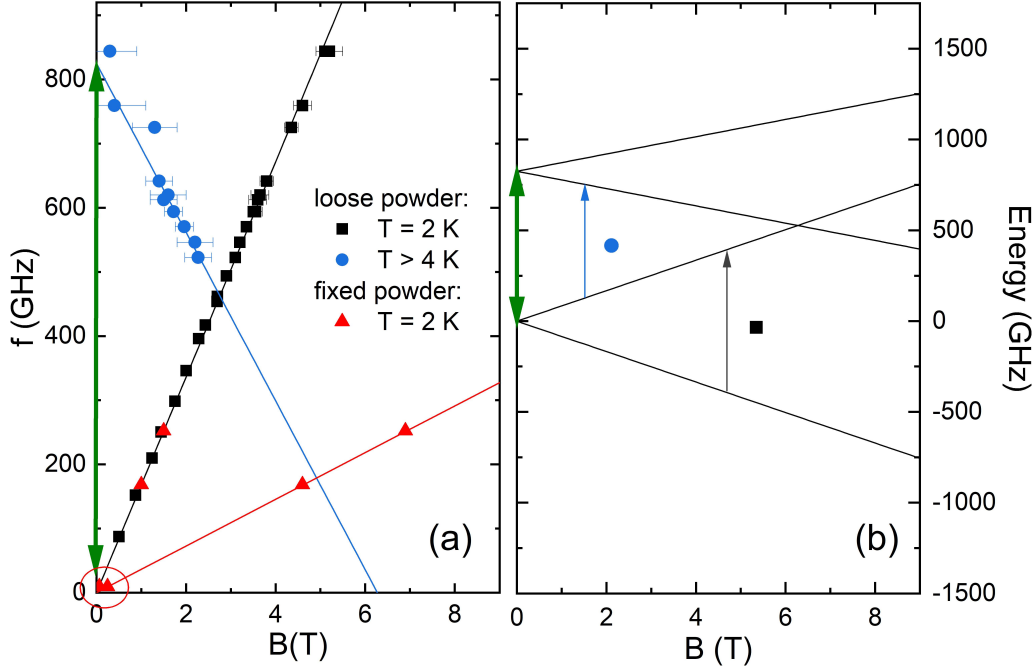 800
600
400
200
0
f (GHz)
loose powder:
T = 2 K
T > 4 K
fixed powder:
T = 2 K
(a)
0 2 4 6 8
B(T)
1500
1000
500
0
-500
-1000
-1500
Energy (GHz)
(b)
0 2 4 6 8
B (T)